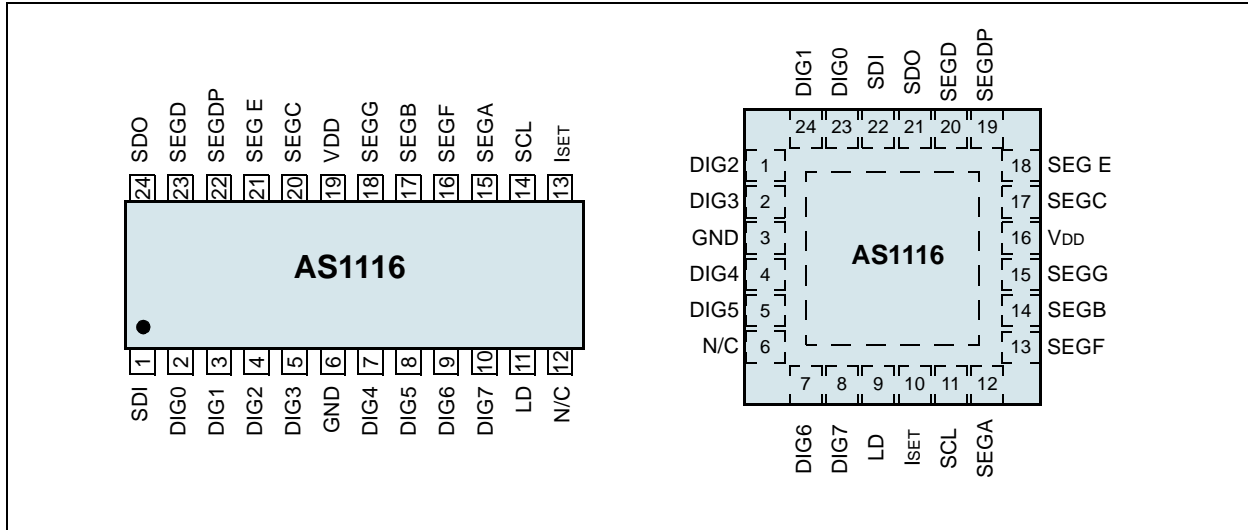 SDO SEGD SEGDP SEG E SEGC VDD SEGG SEGB SEGF SEGA SCL ISET
24 23 22 21 20 19 18 17 16 15 14 13
AS1116
1 2 3 4 5 6 7 8 9 10 11 12
SDI DIG0 DIG1 DIG2 DIG3 GND DIG4 DIG5 DIG6 DIG7 LD N/C
DIG1 DIG0 SDI SDO SEGD SEGDP
24 23 22 21 20 19
DIG2 1 18 SEG E
DIG3 2 17 SEGC
GND 3 16 VDD
AS1116
DIG4 4 15 SEGG
DIG5 5 14 SEGB
N/C 6 13 SEGF
7 8 9 10 11 12
DIG6 DIG7 LD ISET SCL SEGA